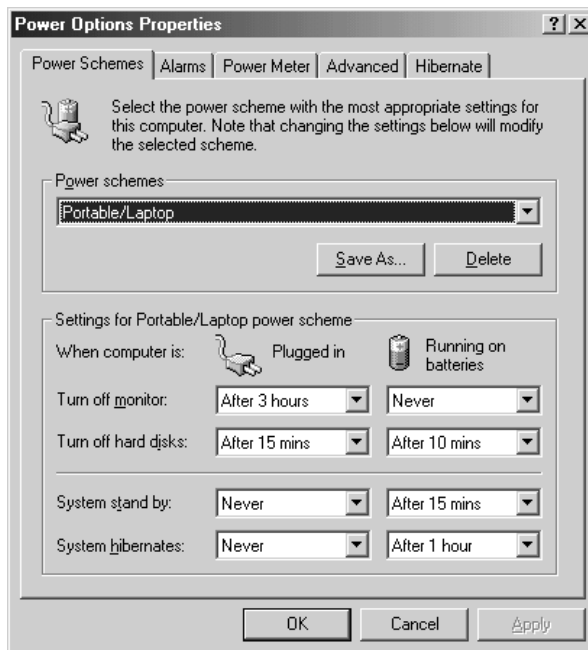 Power Options Properties
Power Schemes Alarms Power Meter Advanced Hibernate
Select the power scheme with the most appropriate settings for
this computer. Note that changing the settings below will modify
the selected scheme.
Power schemes
Portable/Laptop
Save As... Delete
Settings for Portable/Laptop power scheme
When computer is: Plugged in Running on
batteries
Turn off monitor: After 3 hours Never
Turn off hard disks: After 15 mins After 10 mins
System stand by: Never After 15 mins
System hibernates: Never After 1 hour
OK Cancel Apply